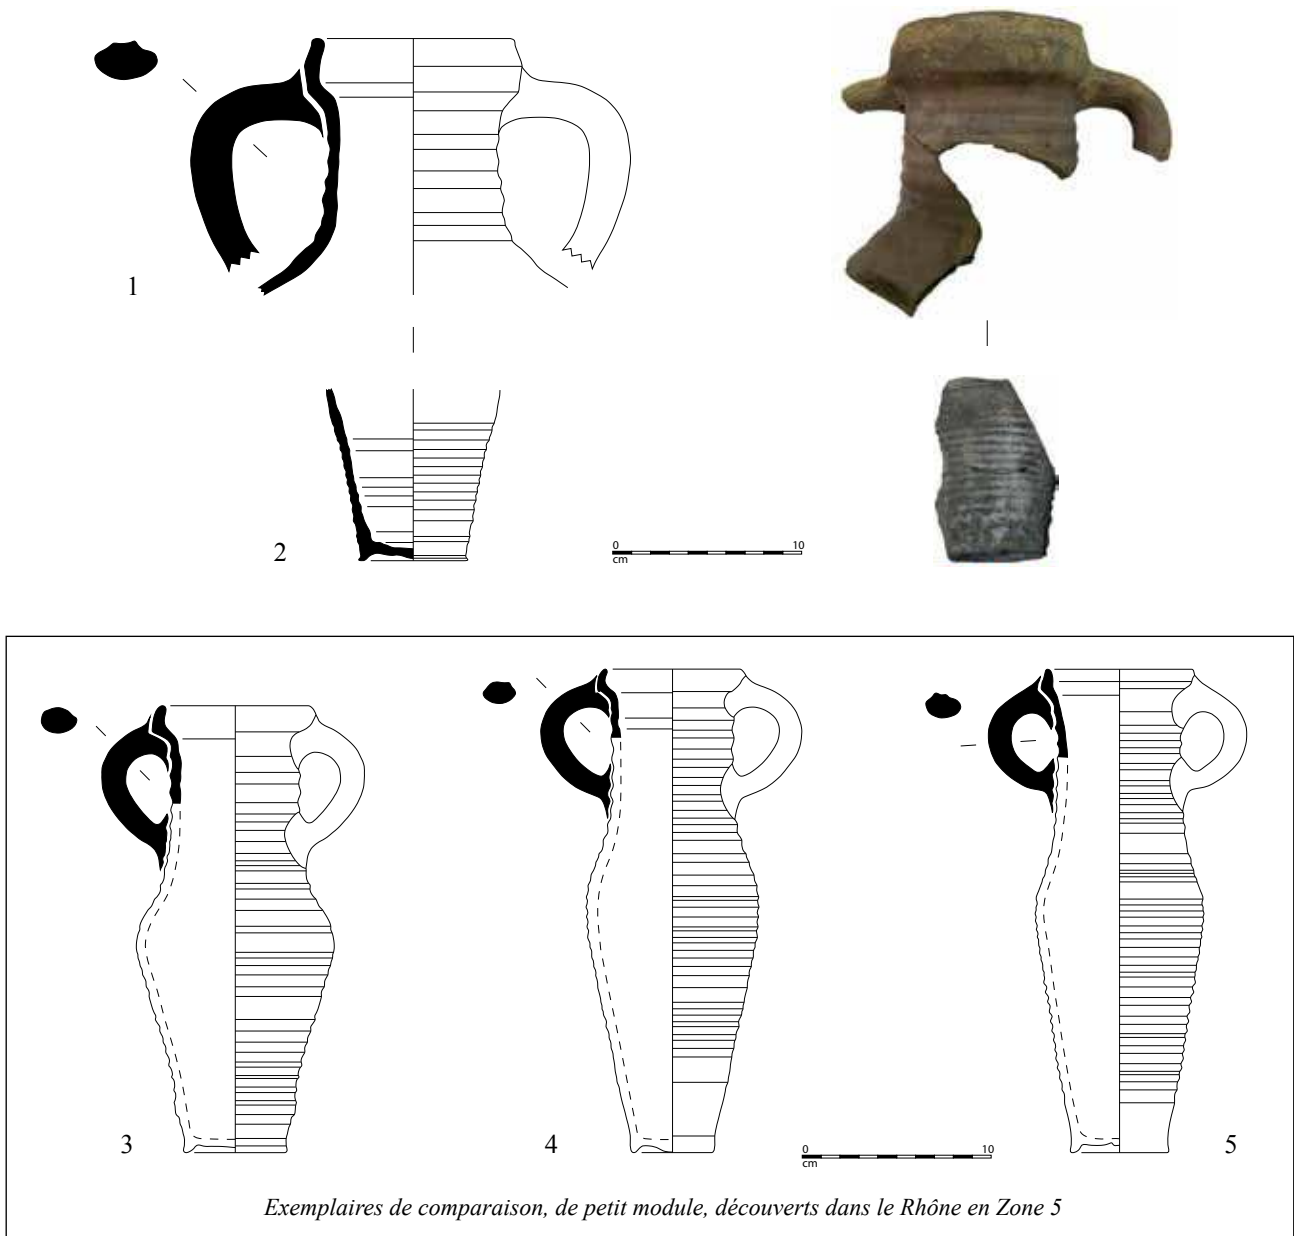 1
2
0 10
cm
3
4
5
0 10
cm
Exemplaires de comparaison, de petit module, découverts dans le Rhône en Zone 5